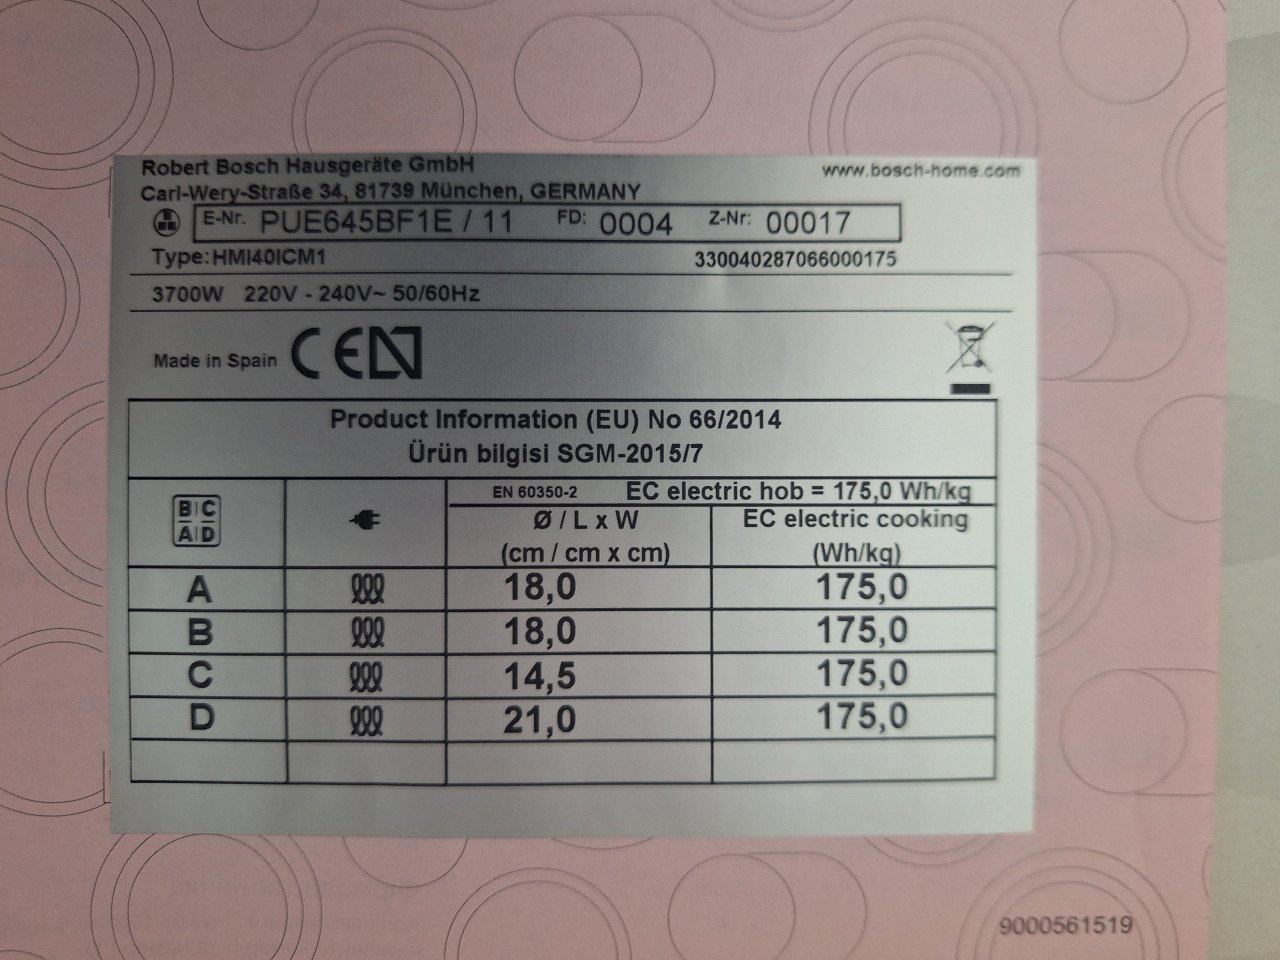 Robert Bosch Hausgeräte GmbH
www.bosch-home.com
Carl-Wery-Straße 34, 81739 München, GERMANY
E-Nr. PUE645BF1E / 11 FD: 0004 Z-Nr: 00017
Type:HMI40ICM1 330040287066000175
3700W 220V - 240V~ 50/60Hz
Made in Spain CE N
Product Information (EU) No 66/2014
Ürün bilgisi SGM-2015/7
B C
A D
EN 60350-2 EC electric hob = 175,0 Wh/kg
Ø / L x W EC electric cooking
(cm / cm x cm) (Wh/kg)
A 18,0 175,0
B 18,0 175,0
C 14,5 175,0
D 21,0 175,0
9000561519